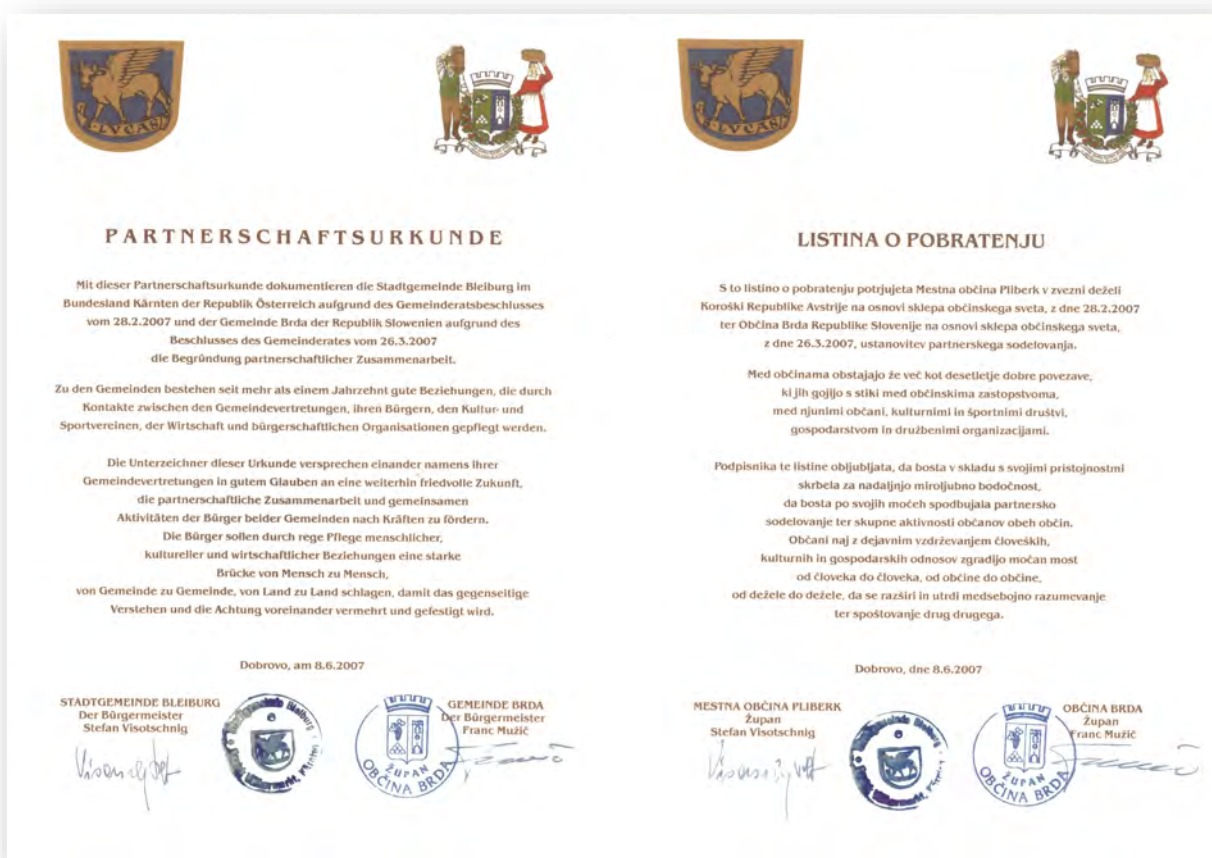 S. LVCAS
PARTNERSCHAFTSURKUNDE
Mit dieser Partnerschaftsurkunde dokumentieren die Stadtgemeinde Bleiburg im
Bundesland Kärnten der Republik Österreich aufgrund des Gemeinderatsbeschlusses
vom 28.2.2007 und der Gemeinde Brda der Republik Slowenien aufgrund des
Beschlusses des Gemeinderates vom 26.3.2007
die Begründung partnerschaftlicher Zusammenarbeit.
Zu den Gemeinden bestehen seit mehr als einem Jahrzehnt gute Beziehungen, die durch
Kontakte zwischen den Gemeindevertretungen, ihren Bürgern, den Kultur- und
Sportvereinen, der Wirtschaft und bürgerschaftlichen Organisationen gepflegt werden.
Die Unterzeichner dieser Urkunde versprechen einander namens ihrer
Gemeindevertretungen in gutem Glauben an eine weiterhin friedvolle Zukunft,
die partnerschaftliche Zusammenarbeit und gemeinsamen
Aktivitäten der Bürger beider Gemeinden nach Kräften zu fördern.
Die Bürger sollen durch rege Pflege menschlicher,
kultureller und wirtschaftlicher Beziehungen eine starke
Brücke von Mensch zu Mensch,
von Gemeinde zu Gemeinde, von Land zu Land schlagen, damit das gegenseitige
Verstehen und die Achtung voreinander vermehrt und gefestigt wird.
Dobrovo, am 8.6.2007
STADTGEMEINDE BLEIBURG
Der Bürgermeister
Stefan Visotschnig
Stadtgemeinde Bleiburg
GEMEINDE BRDA
Der Bürgermeister
Franc Mužič
ŽUPAN
OBČINA BRDA
S. LVCAS
LISTINA O POBRATENJU
S to listino o pobratenju potrjujeta Mestna občina Pliberk v zvezni deželi
Koroški Republike Avstrije na osnovi sklepa občinskega sveta, z dne 28.2.2007
ter Občina Brda Republike Slovenije na osnovi sklepa občinskega sveta,
z dne 26.3.2007, ustanovitev partnerskega sodelovanja.
Med občinama obstajajo že več kot desetletje dobre povezave,
ki jih gojijo s stiki med občinskima zastopstvoma,
med njunimi občani, kulturnimi in športnimi društvi,
gospodarstvom in družbenimi organizacijami.
Podpisnika te listine obljubljata, da bosta v skladu s svojimi pristojnostmi
skrbela za nadaljnjo miroljubno bodočnost,
da bosta po svojih močeh spodbujala partnersko
sodelovanje ter skupne aktivnosti občanov obeh občin.
Občani naj z dejavnim vzdrževanjem človeških,
kulturnih in gospodarskih odnosov zgradijo močan most
od človeka do človeka, od občine do občine,
od dežele do dežele, da se razširi in utrdi medsebojno razumevanje
ter spoštovanje drug drugega.
Dobrovo, dne 8.6.2007
MESTNA OBČINA PLIBERK
Župan
Stefan Visotschnig
OBČINA BRDA
Župan
Franc Mužič
ŽUPAN
OBČINA BRDA